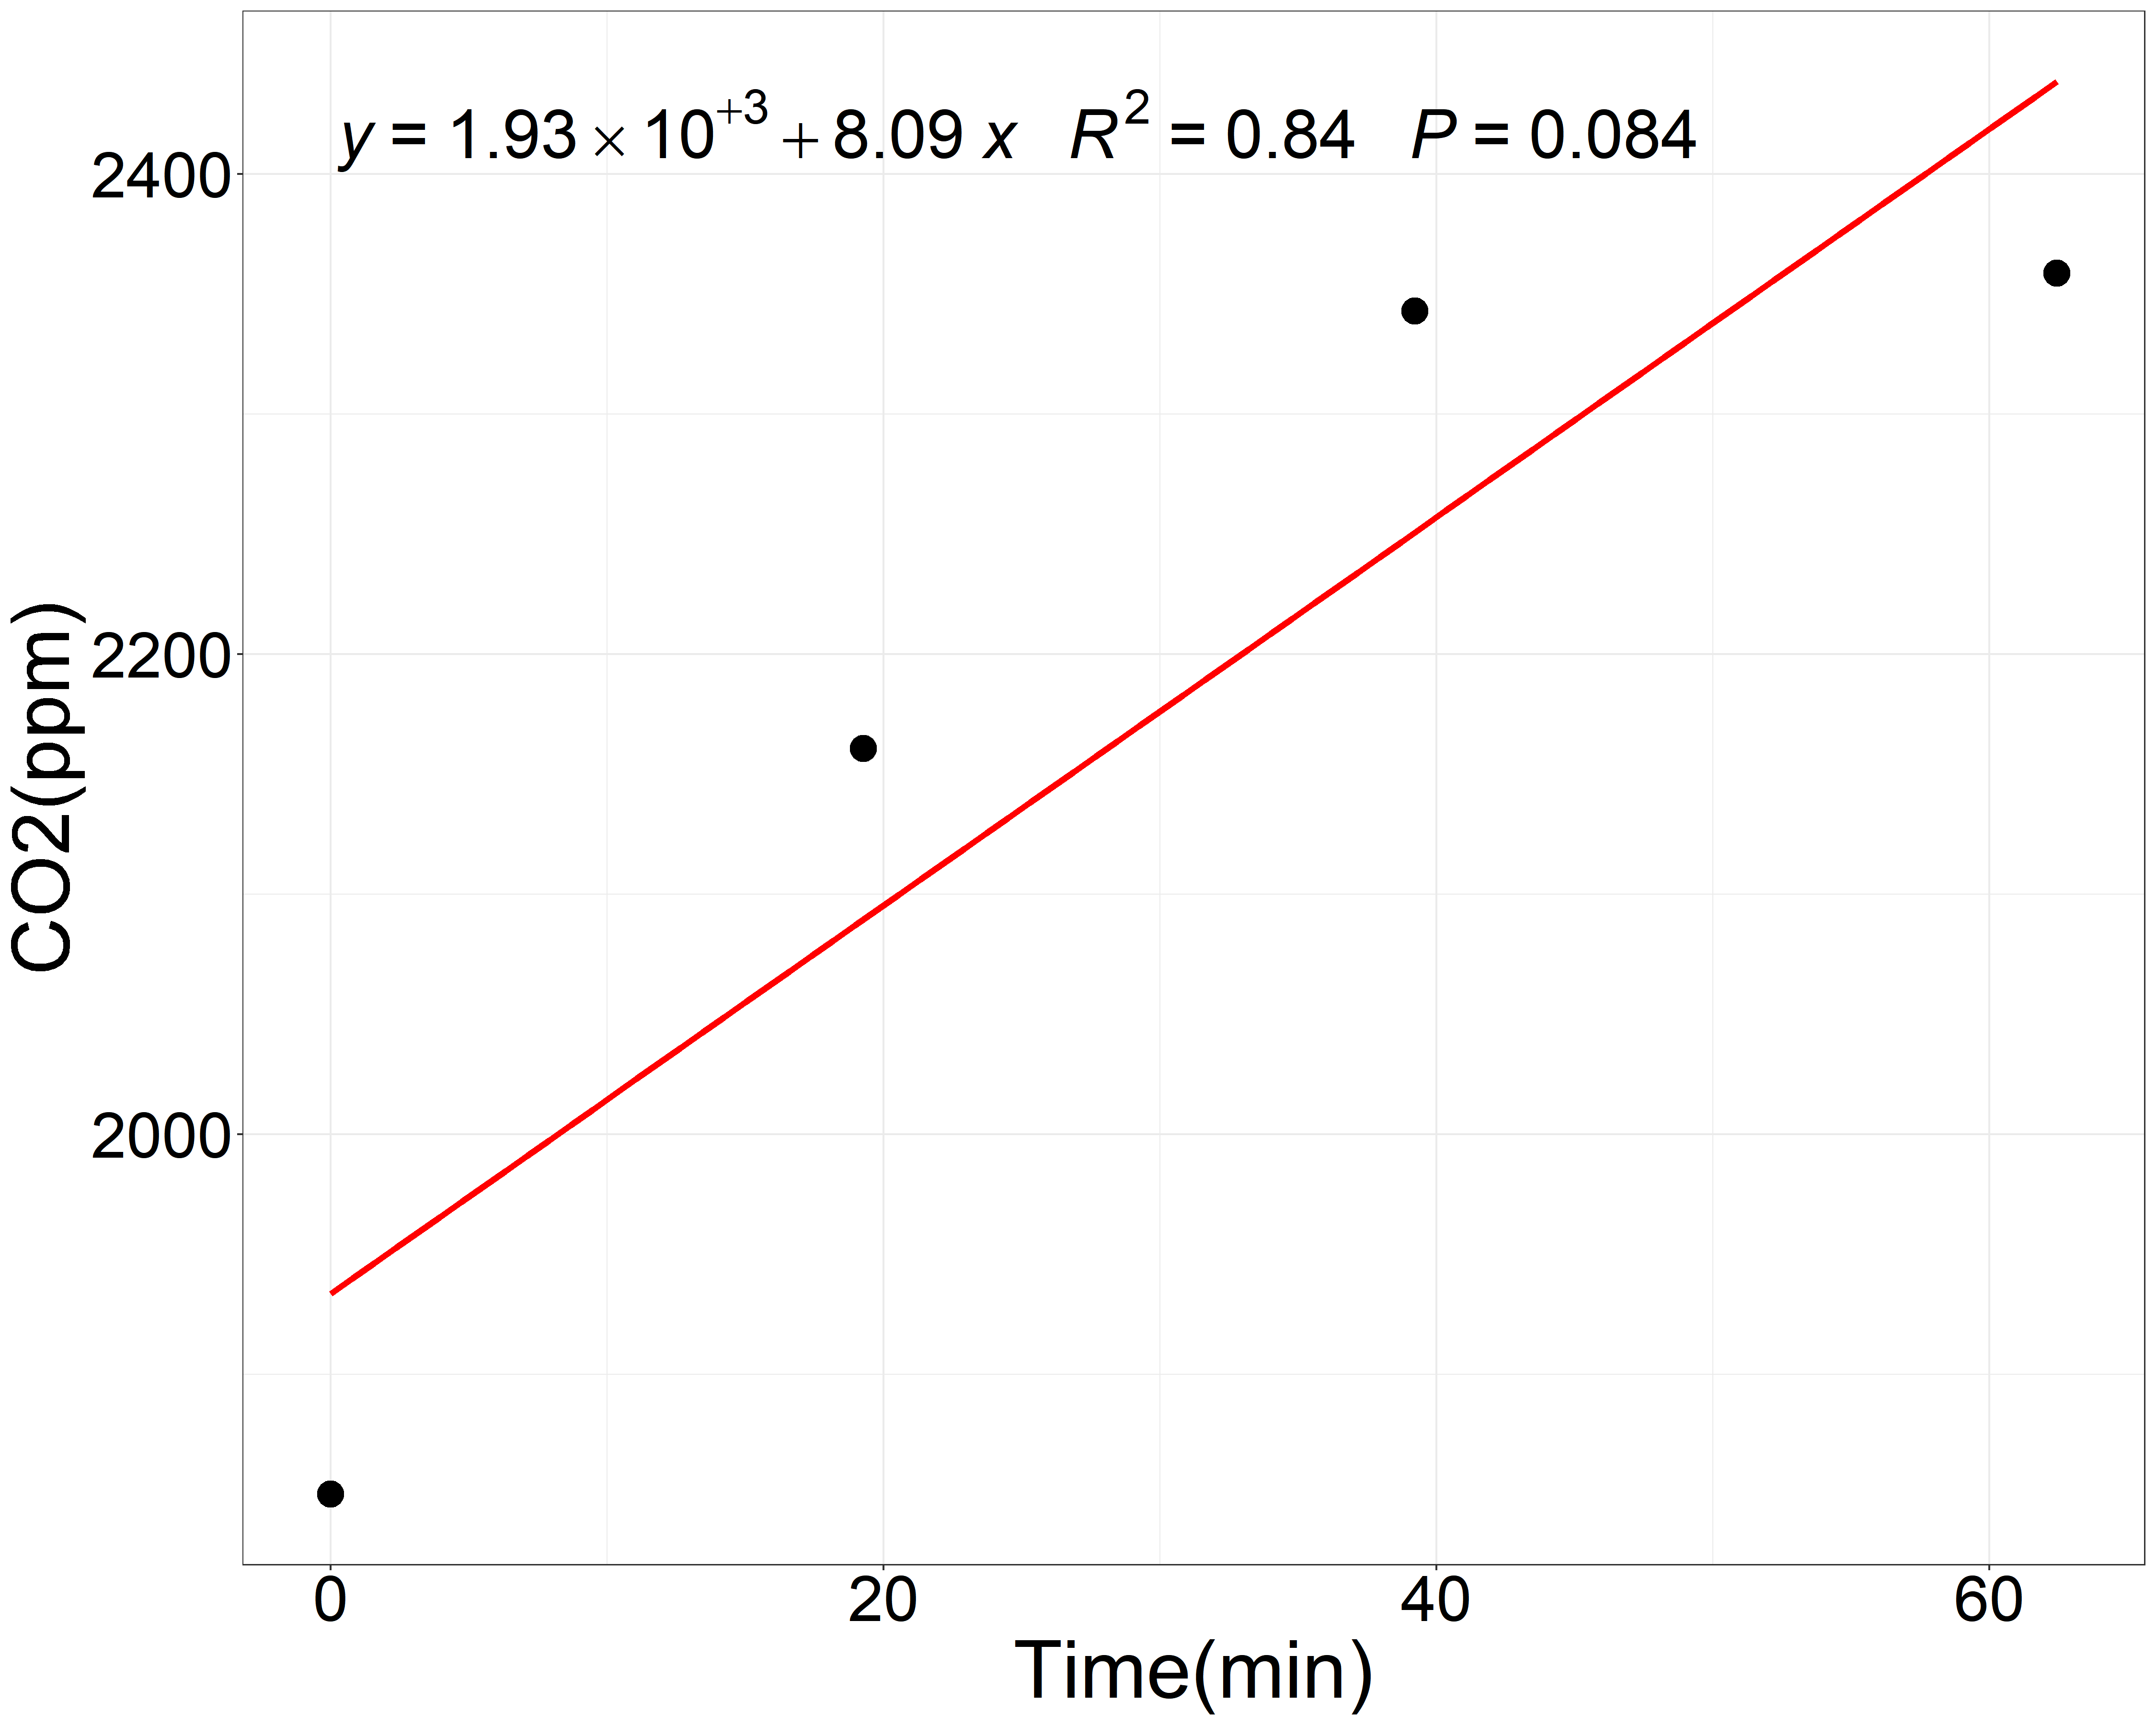 y = 1.93 × 10⁺³ + 8.09 x R² = 0.84 P = 0.084
2400
2200
2000
CO2(ppm)
0 20 40 60
Time(min)